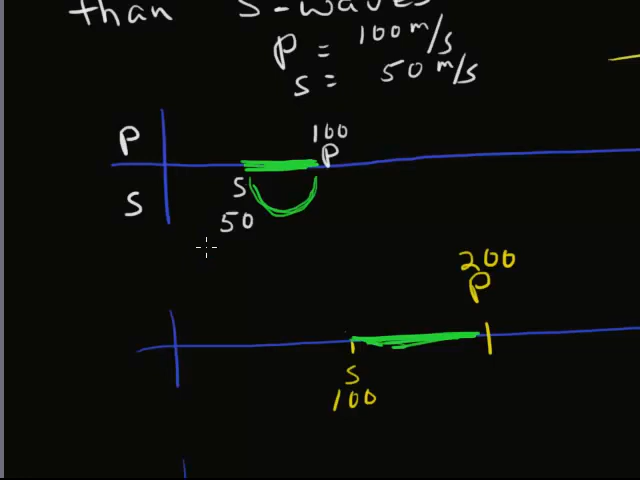 than S-waves
P = 100 m/s
S = 50 m/s
P
100
P
S
S
50
200
P
S
100